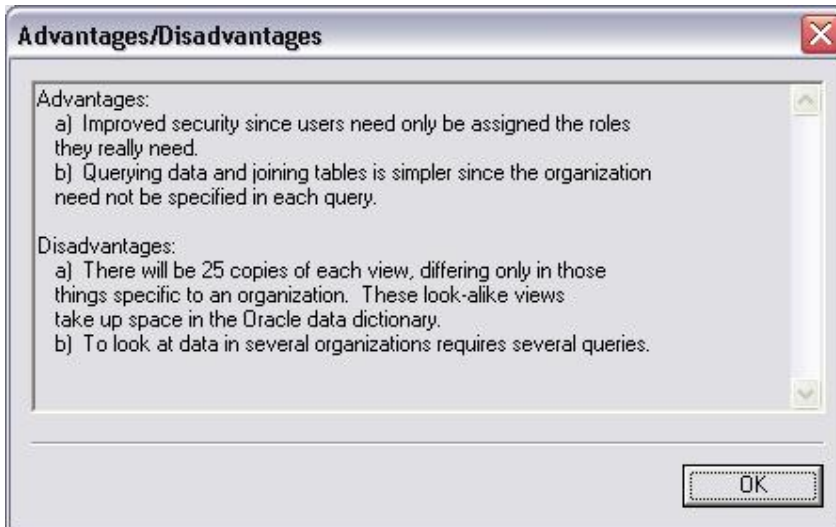 Advantages/Disadvantages
Advantages:
a) Improved security since users need only be assigned the roles
they really need.
b) Querying data and joining tables is simpler since the organization
need not be specified in each query.
Disadvantages:
a) There will be 25 copies of each view, differing only in those
things specific to an organization. These look-alike views
take up space in the Oracle data dictionary.
b) To look at data in several organizations requires several queries.
OK